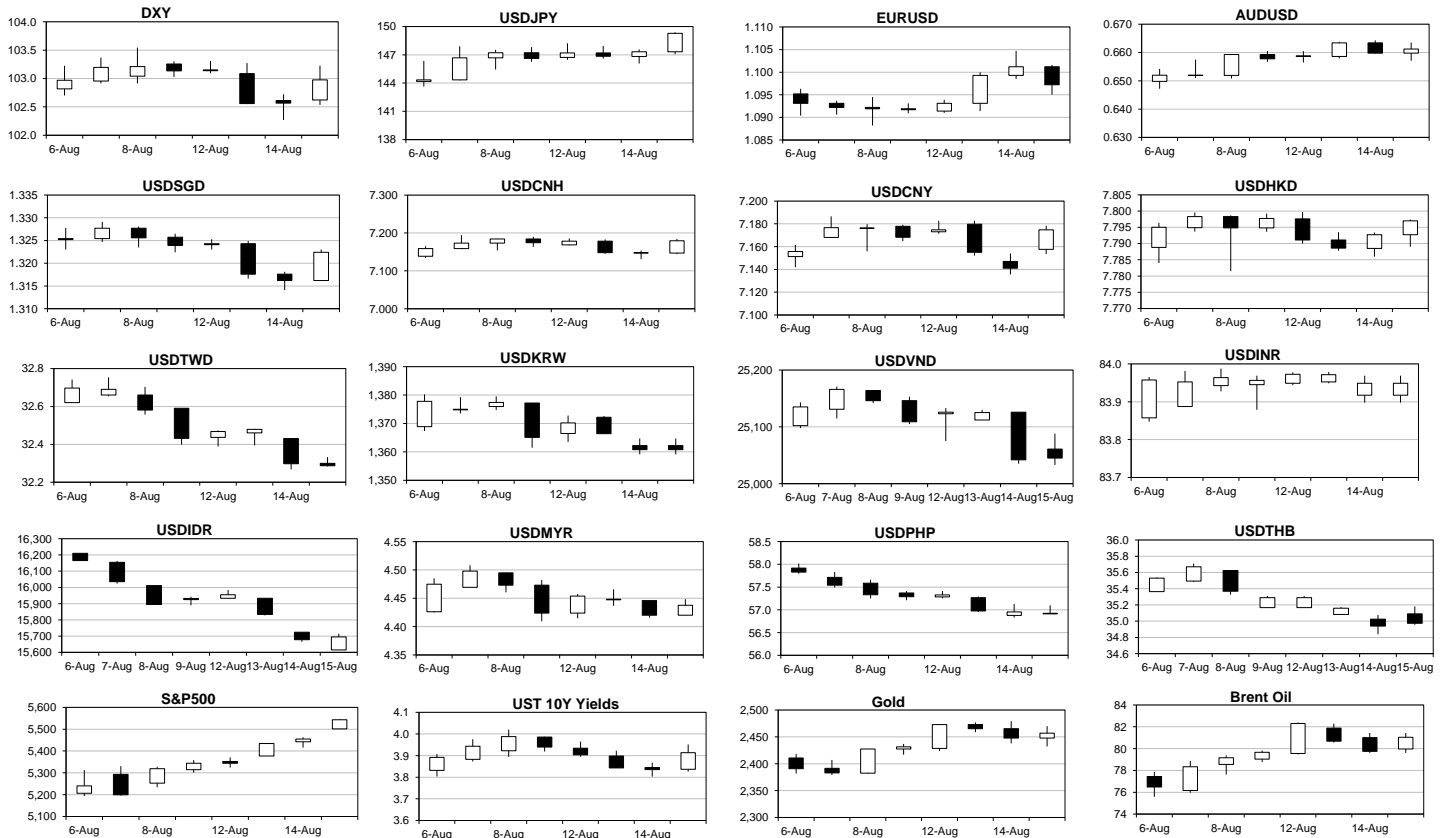 DXY
104.0
103.5
103.0
102.5
102.0
6-Aug 8-Aug 12-Aug 14-Aug
USDJPY
150
147
144
141
138
6-Aug 8-Aug 12-Aug 14-Aug
EURUSD
1.110
1.105
1.100
1.095
1.090
1.085
6-Aug 8-Aug 12-Aug 14-Aug
AUDUSD
0.670
0.660
0.650
0.640
0.630
6-Aug 8-Aug 12-Aug 14-Aug
USDSGD
1.335
1.330
1.325
1.320
1.315
1.310
6-Aug 8-Aug 12-Aug 14-Aug
USDCNH
7.300
7.200
7.100
7.000
6-Aug 8-Aug 12-Aug 14-Aug
USDCNY
7.200
7.180
7.160
7.140
7.120
7.100
6-Aug 8-Aug 12-Aug 14-Aug
USDHKD
7.805
7.800
7.795
7.790
7.785
7.780
7.775
7.770
6-Aug 8-Aug 12-Aug 14-Aug
USDTWD
32.8
32.6
32.4
32.2
6-Aug 8-Aug 12-Aug 14-Aug
USDKRW
1,390
1,380
1,370
1,360
1,350
6-Aug 8-Aug 12-Aug 14-Aug
USDVND
25,200
25,100
25,000
6-Aug 7-Aug 8-Aug 9-Aug 12-Aug 13-Aug 14-Aug 15-Aug
USDINR
84.0
83.9
83.8
83.7
6-Aug 8-Aug 12-Aug 14-Aug
USDIDR
16,300
16,200
16,100
16,000
15,900
15,800
15,700
15,600
6-Aug 7-Aug 8-Aug 9-Aug 12-Aug 13-Aug 14-Aug 15-Aug
USDMYR
4.55
4.50
4.45
4.40
4.35
6-Aug 8-Aug 12-Aug 14-Aug
USDPHP
58.5
58.0
57.5
57.0
56.5
56.0
6-Aug 8-Aug 12-Aug 14-Aug
USDTHB
36.0
35.8
35.6
35.4
35.2
35.0
34.8
34.6
6-Aug 7-Aug 8-Aug 9-Aug 12-Aug 13-Aug 14-Aug 15-Aug
S&P500
5,600
5,500
5,400
5,300
5,200
5,100
6-Aug 8-Aug 12-Aug 14-Aug
UST 10Y Yields
4.1
4.0
3.9
3.8
3.7
3.6
6-Aug 8-Aug 12-Aug 14-Aug
Gold
2,500
2,450
2,400
2,350
2,300
6-Aug 8-Aug 12-Aug 14-Aug
Brent Oil
84
82
80
78
76
74
6-Aug 8-Aug 12-Aug 14-Aug